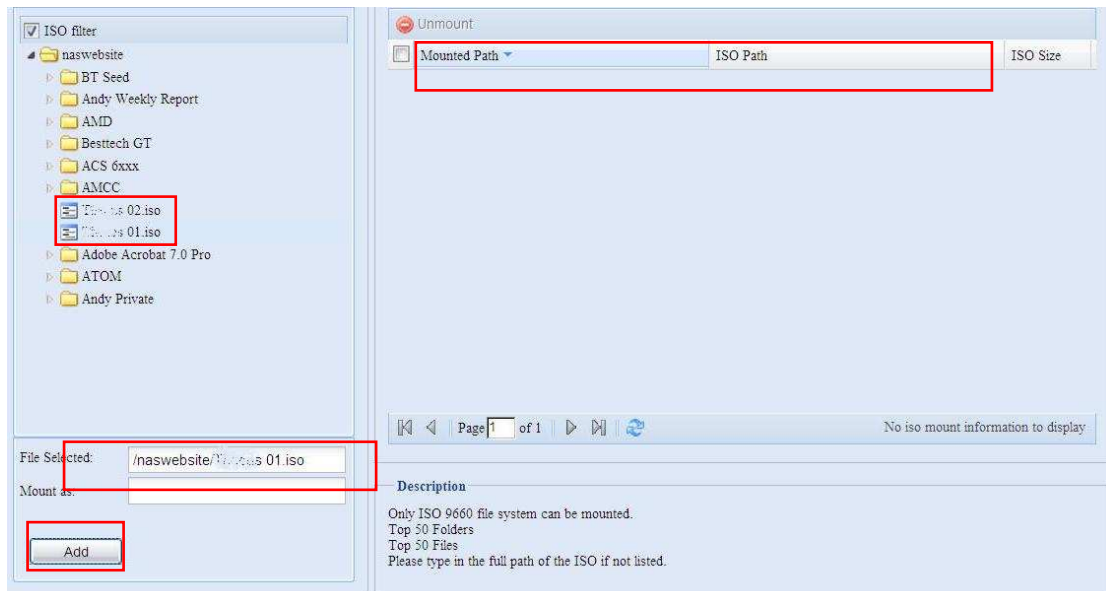 ISO filter
naswebsite
BT Seed
Andy Weekly Report
AMD
Besttech GT
ACS 6xxx
AMCC
02.iso
01.iso
Adobe Acrobat 7.0 Pro
ATOM
Andy Private
File Selected: /naswebsite/ s 01.iso
Mount as:
Add
Unmount
Mounted Path ISO Path ISO Size
Page 1 of 1 No iso mount information to display
Description
Only ISO 9660 file system can be mounted.
Top 50 Folders
Top 50 Files
Please type in the full path of the ISO if not listed.